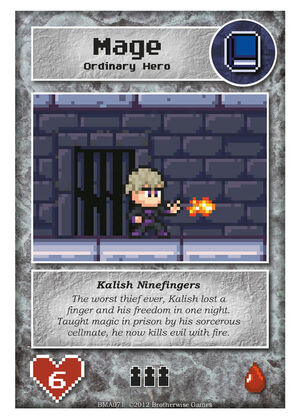 Mage
Ordinary Hero
Kalish Ninefingers
The worst thief ever, Kalish lost a
finger and his freedom in one night.
Taught magic in prison by his sorcerous
cellmate, he now kills evil with fire.
6
BMA071 ©2012 Brotherwise Games